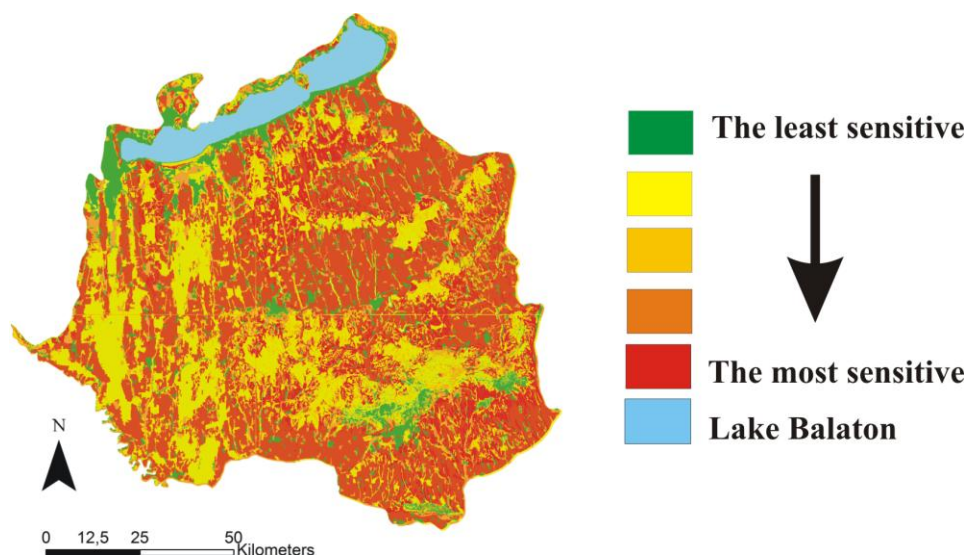 The least sensitive
The most sensitive
Lake Balaton
N
0 12,5 25 50
Kilometers